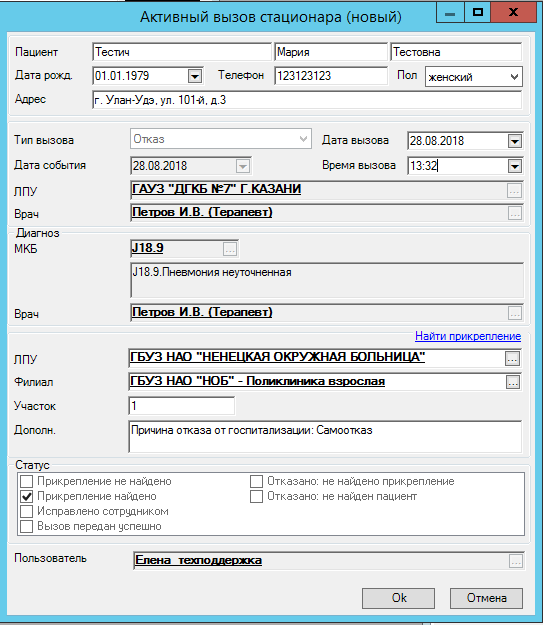 Активный вызов стационара (новый)
Пациент Тестич Мария Тестовна
Дата рожд. 01.01.1979 Телефон 123123123 Пол женский
Адрес г. Улан-Удэ, ул. 101-й, д.3
Тип вызова Отказ Дата вызова 28.08.2018
Дата события 28.08.2018 Время вызова 13:32
ЛПУ ГАУЗ "ДГКБ №7" Г.КАЗАНИ ...
Врач Петров И.В. (Терапевт) ...
Диагноз
МКБ J18.9 ...
J18.9.Пневмония неуточненная
Врач Петров И.В. (Терапевт) ...
Найти прикрепление
ЛПУ ГБУЗ НАО "НЕНЕЦКАЯ ОКРУЖНАЯ БОЛЬНИЦА" ...
Филиал ГБУЗ НАО "НОБ" - Поликлиника взрослая ...
Участок 1
Дополн. Причина отказа от госпитализации: Самоотказ
Статус
Прикрепление не найдено Отказано: не найдено прикрепление
Прикрепление найдено Отказано: не найден пациент
Исправлено сотрудником
Вызов передан успешно
Пользователь Елена техподдержка ...
Ok Отмена